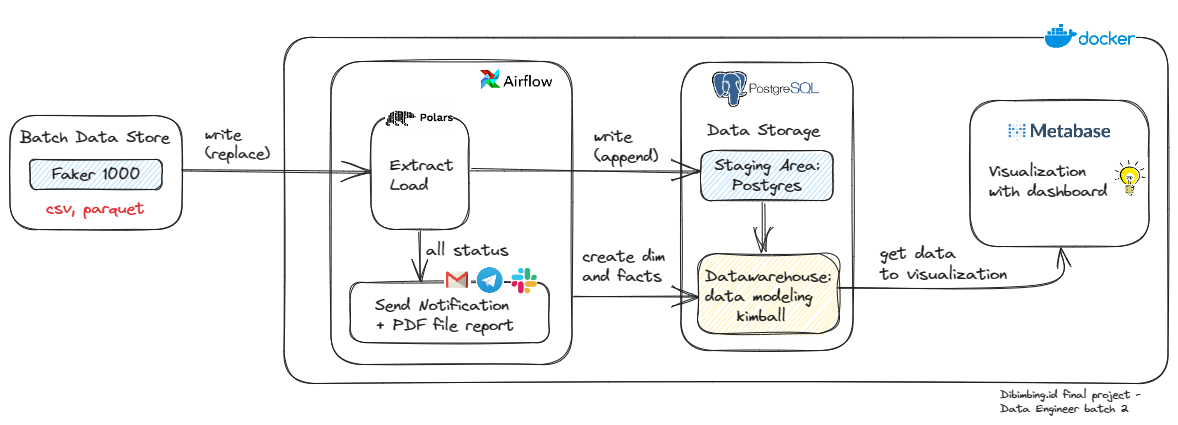 docker
Airflow
PostgreSQL
Polars
Batch Data Store
Faker 1000
csv, parquet
write
(replace)
Extract
Load
write
(append)
Data Storage
Staging Area:
Postgres
Metabase
Visualization
with dashboard
all status
Send Notification
+ PDF file report
create dim
and facts
Datawarehouse:
data modeling
kimball
get data
to visualization
Dibimbing.id final project -
Data Engineer batch 2